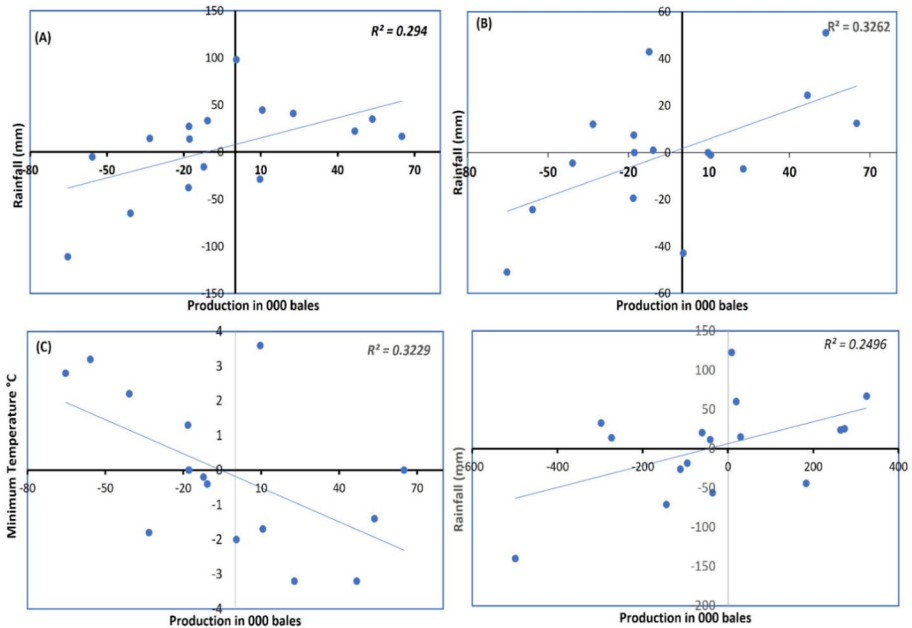 150
(A)
R² = 0.294
100
50
0
-80 -50 -20 10 40 70
-50
-100
-150
Rainfall (mm)
Production in 000 bales
60
(B)
R² = 0.3262
40
20
0
-80 -50 -20 10 40 70
-20
-40
-60
Rainfall (mm)
Production in 000 bales
4
(C)
R² = 0.3229
3
2
1
0
-80 -50 -20 10 40 70
-1
-2
-3
-4
Minimum Temperature °C
Production in 000 bales
150
R² = 0.2496
100
50
0
-600 -400 -200 0 200 400
-50
-100
-150
200
Rainfall (mm)
Production in 000 bales